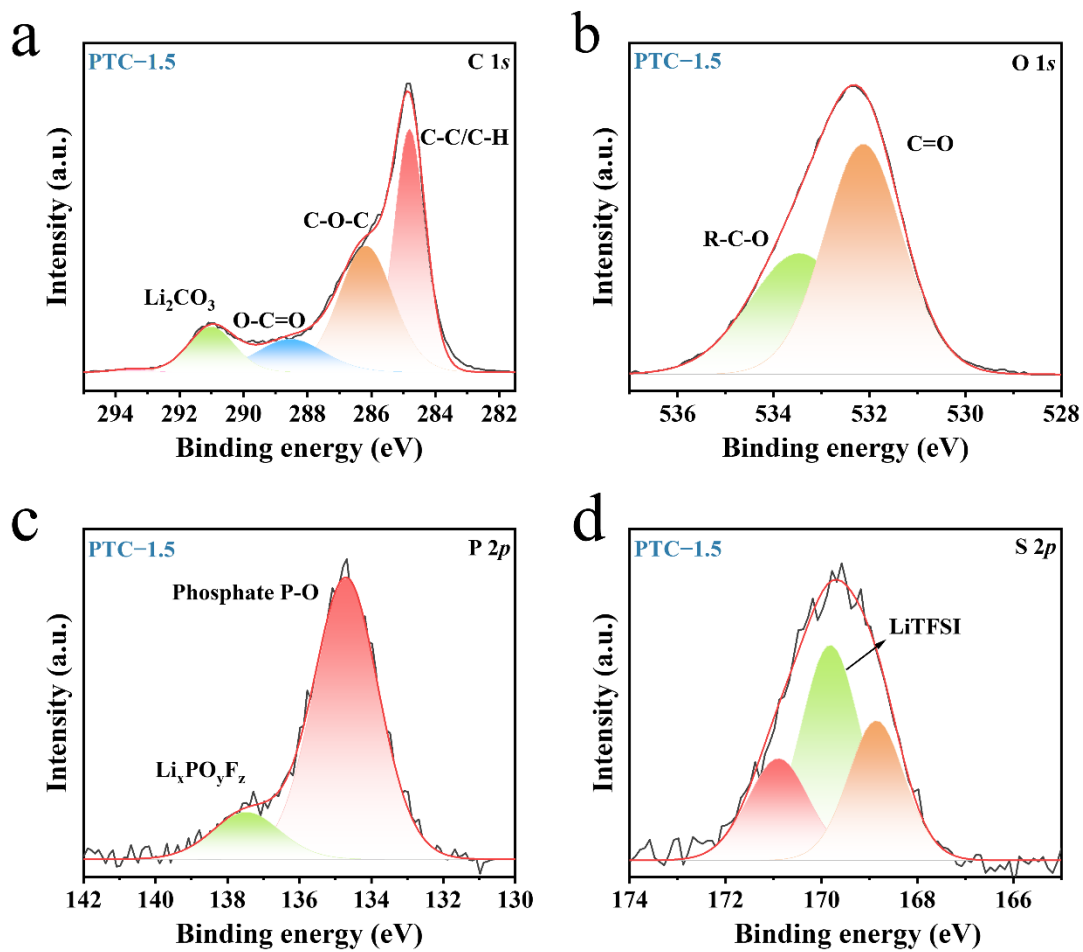 a
PTC−1.5
C 1s
C-C/C-H
C-O-C
Li₂CO₃
O-C=O
Intensity (a.u.)
294 292 290 288 286 284 282
Binding energy (eV)
b
PTC−1.5
O 1s
C=O
R-C-O
Intensity (a.u.)
536 534 532 530 528
Binding energy (eV)
c
PTC−1.5
P 2p
Phosphate P-O
LiₓPOᵧF_z
Intensity (a.u.)
142 140 138 136 134 132 130
Binding energy (eV)
d
PTC−1.5
S 2p
LiTFSI
Intensity (a.u.)
174 172 170 168 166
Binding energy (eV)